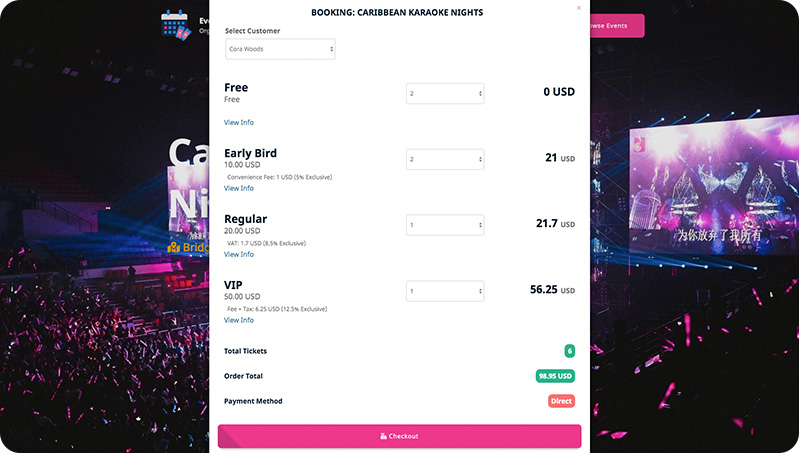 BOOKING: CARIBBEAN KARAOKE NIGHTS
×
Eve
Org
owse Events
Select Customer
Cora Woods
Free
Free
2
0 USD
View Info
Early Bird
10.00 USD
2
21 USD
Convenience Fee: 1 USD (5% Exclusive)
View Info
Ca
Ni
Bridg
Regular
20.00 USD
1
21.7 USD
VAT: 1.7 USD (8.5% Exclusive)
View Info
为你放弃了我所有
VIP
50.00 USD
1
56.25 USD
Fee + Tax: 6.25 USD (12.5% Exclusive)
View Info
Total Tickets
6
Order Total
98.95 USD
Payment Method
Direct
Checkout